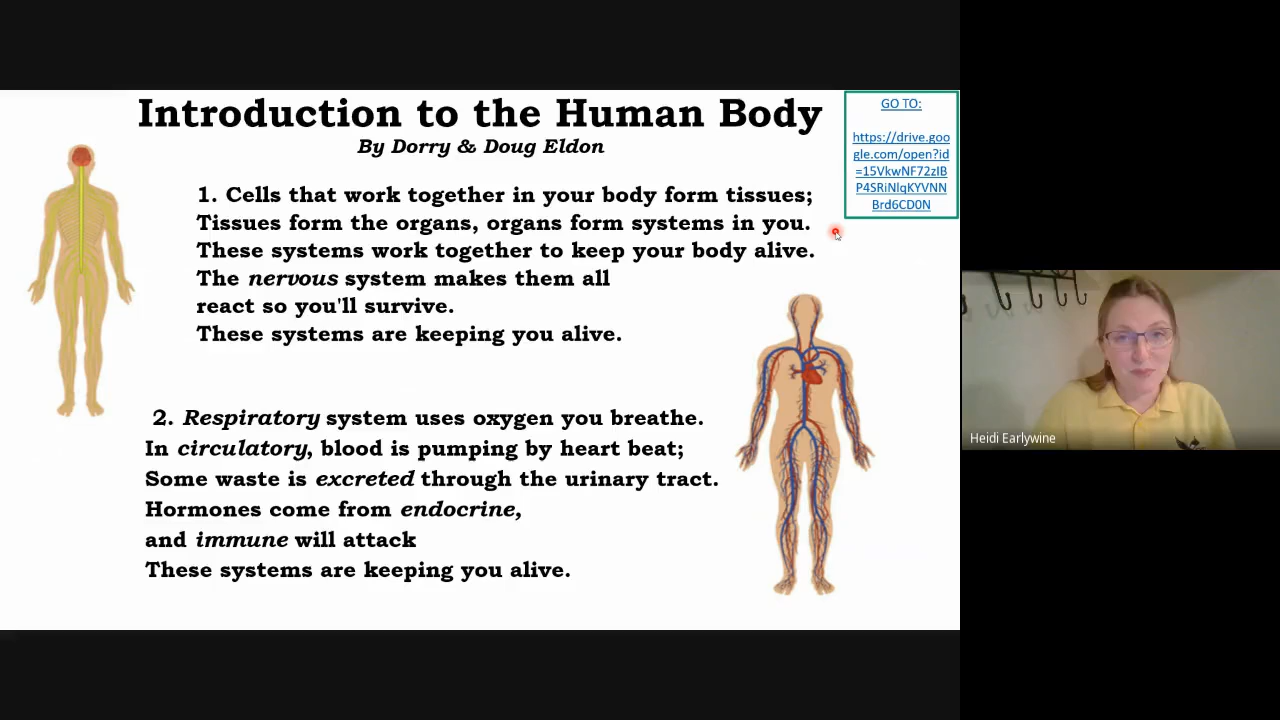 Introduction to the Human Body
By Dorry & Doug Eldon
GO TO:
https://drive.goo
gle.com/open?id
=15VkwNF72zIB
P4SRiNlqKYVNN
Brd6CD0N
1. Cells that work together in your body form tissues;
Tissues form the organs, organs form systems in you.
These systems work together to keep your body alive.
The nervous system makes them all
react so you'll survive.
These systems are keeping you alive.
2. Respiratory system uses oxygen you breathe.
In circulatory, blood is pumping by heart beat;
Some waste is excreted through the urinary tract.
Hormones come from endocrine,
and immune will attack
These systems are keeping you alive.
Heidi Earlywine